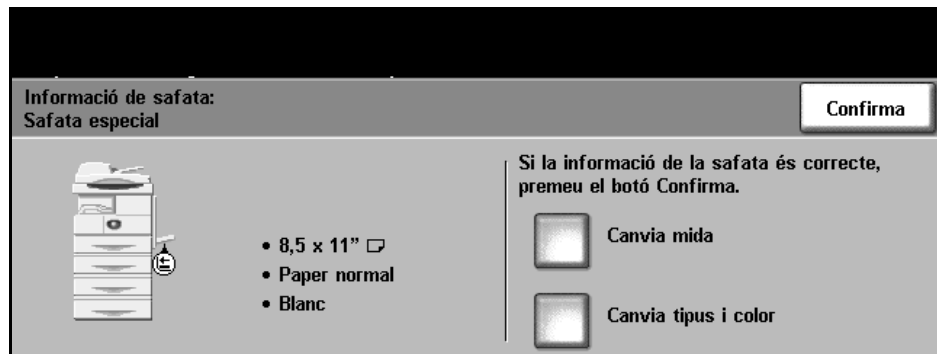 Informació de safata:
Safata especial
Confirma
• 8,5 x 11”
• Paper normal
• Blanc
Si la informació de la safata és correcte,
premeu el botó Confirma.
Canvia mida
Canvia tipus i color